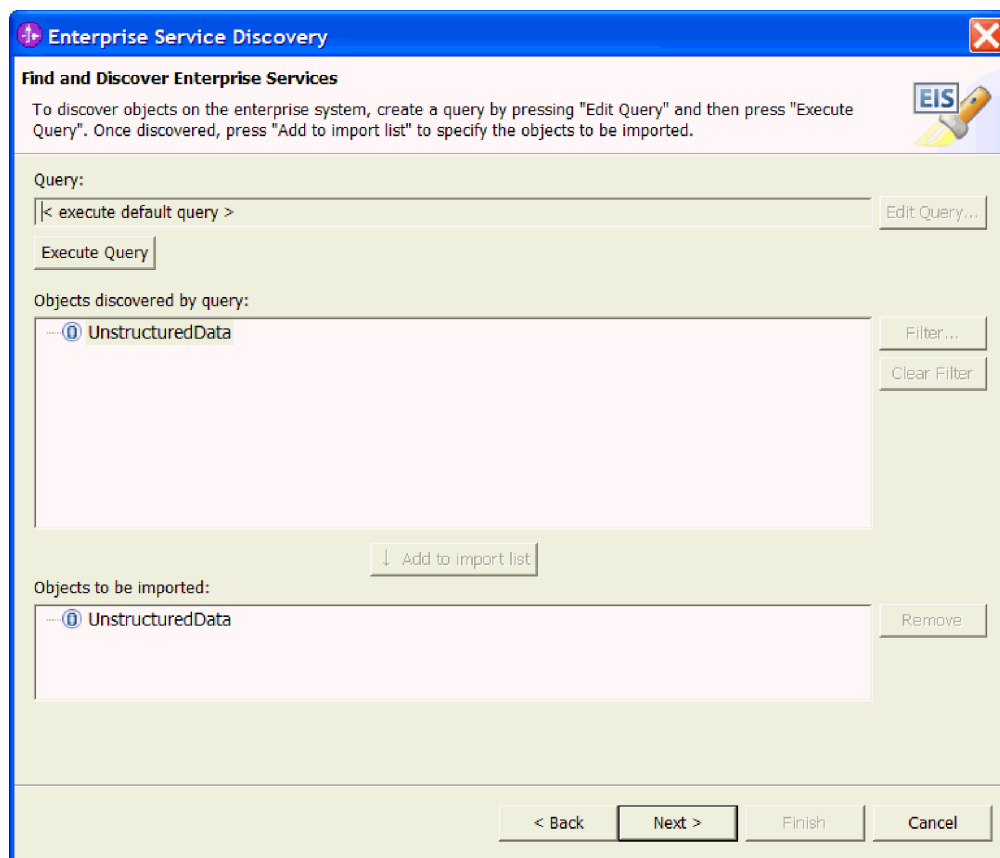 Enterprise Service Discovery
Find and Discover Enterprise Services
To discover objects on the enterprise system, create a query by pressing "Edit Query" and then press "Execute
Query". Once discovered, press "Add to import list" to specify the objects to be imported.
EIS
Query:
< execute default query >
Edit Query...
Execute Query
Objects discovered by query:
UnstructuredData
Filter...
Clear Filter
↓ Add to import list
Objects to be imported:
UnstructuredData
Remove
< Back
Next >
Finish
Cancel